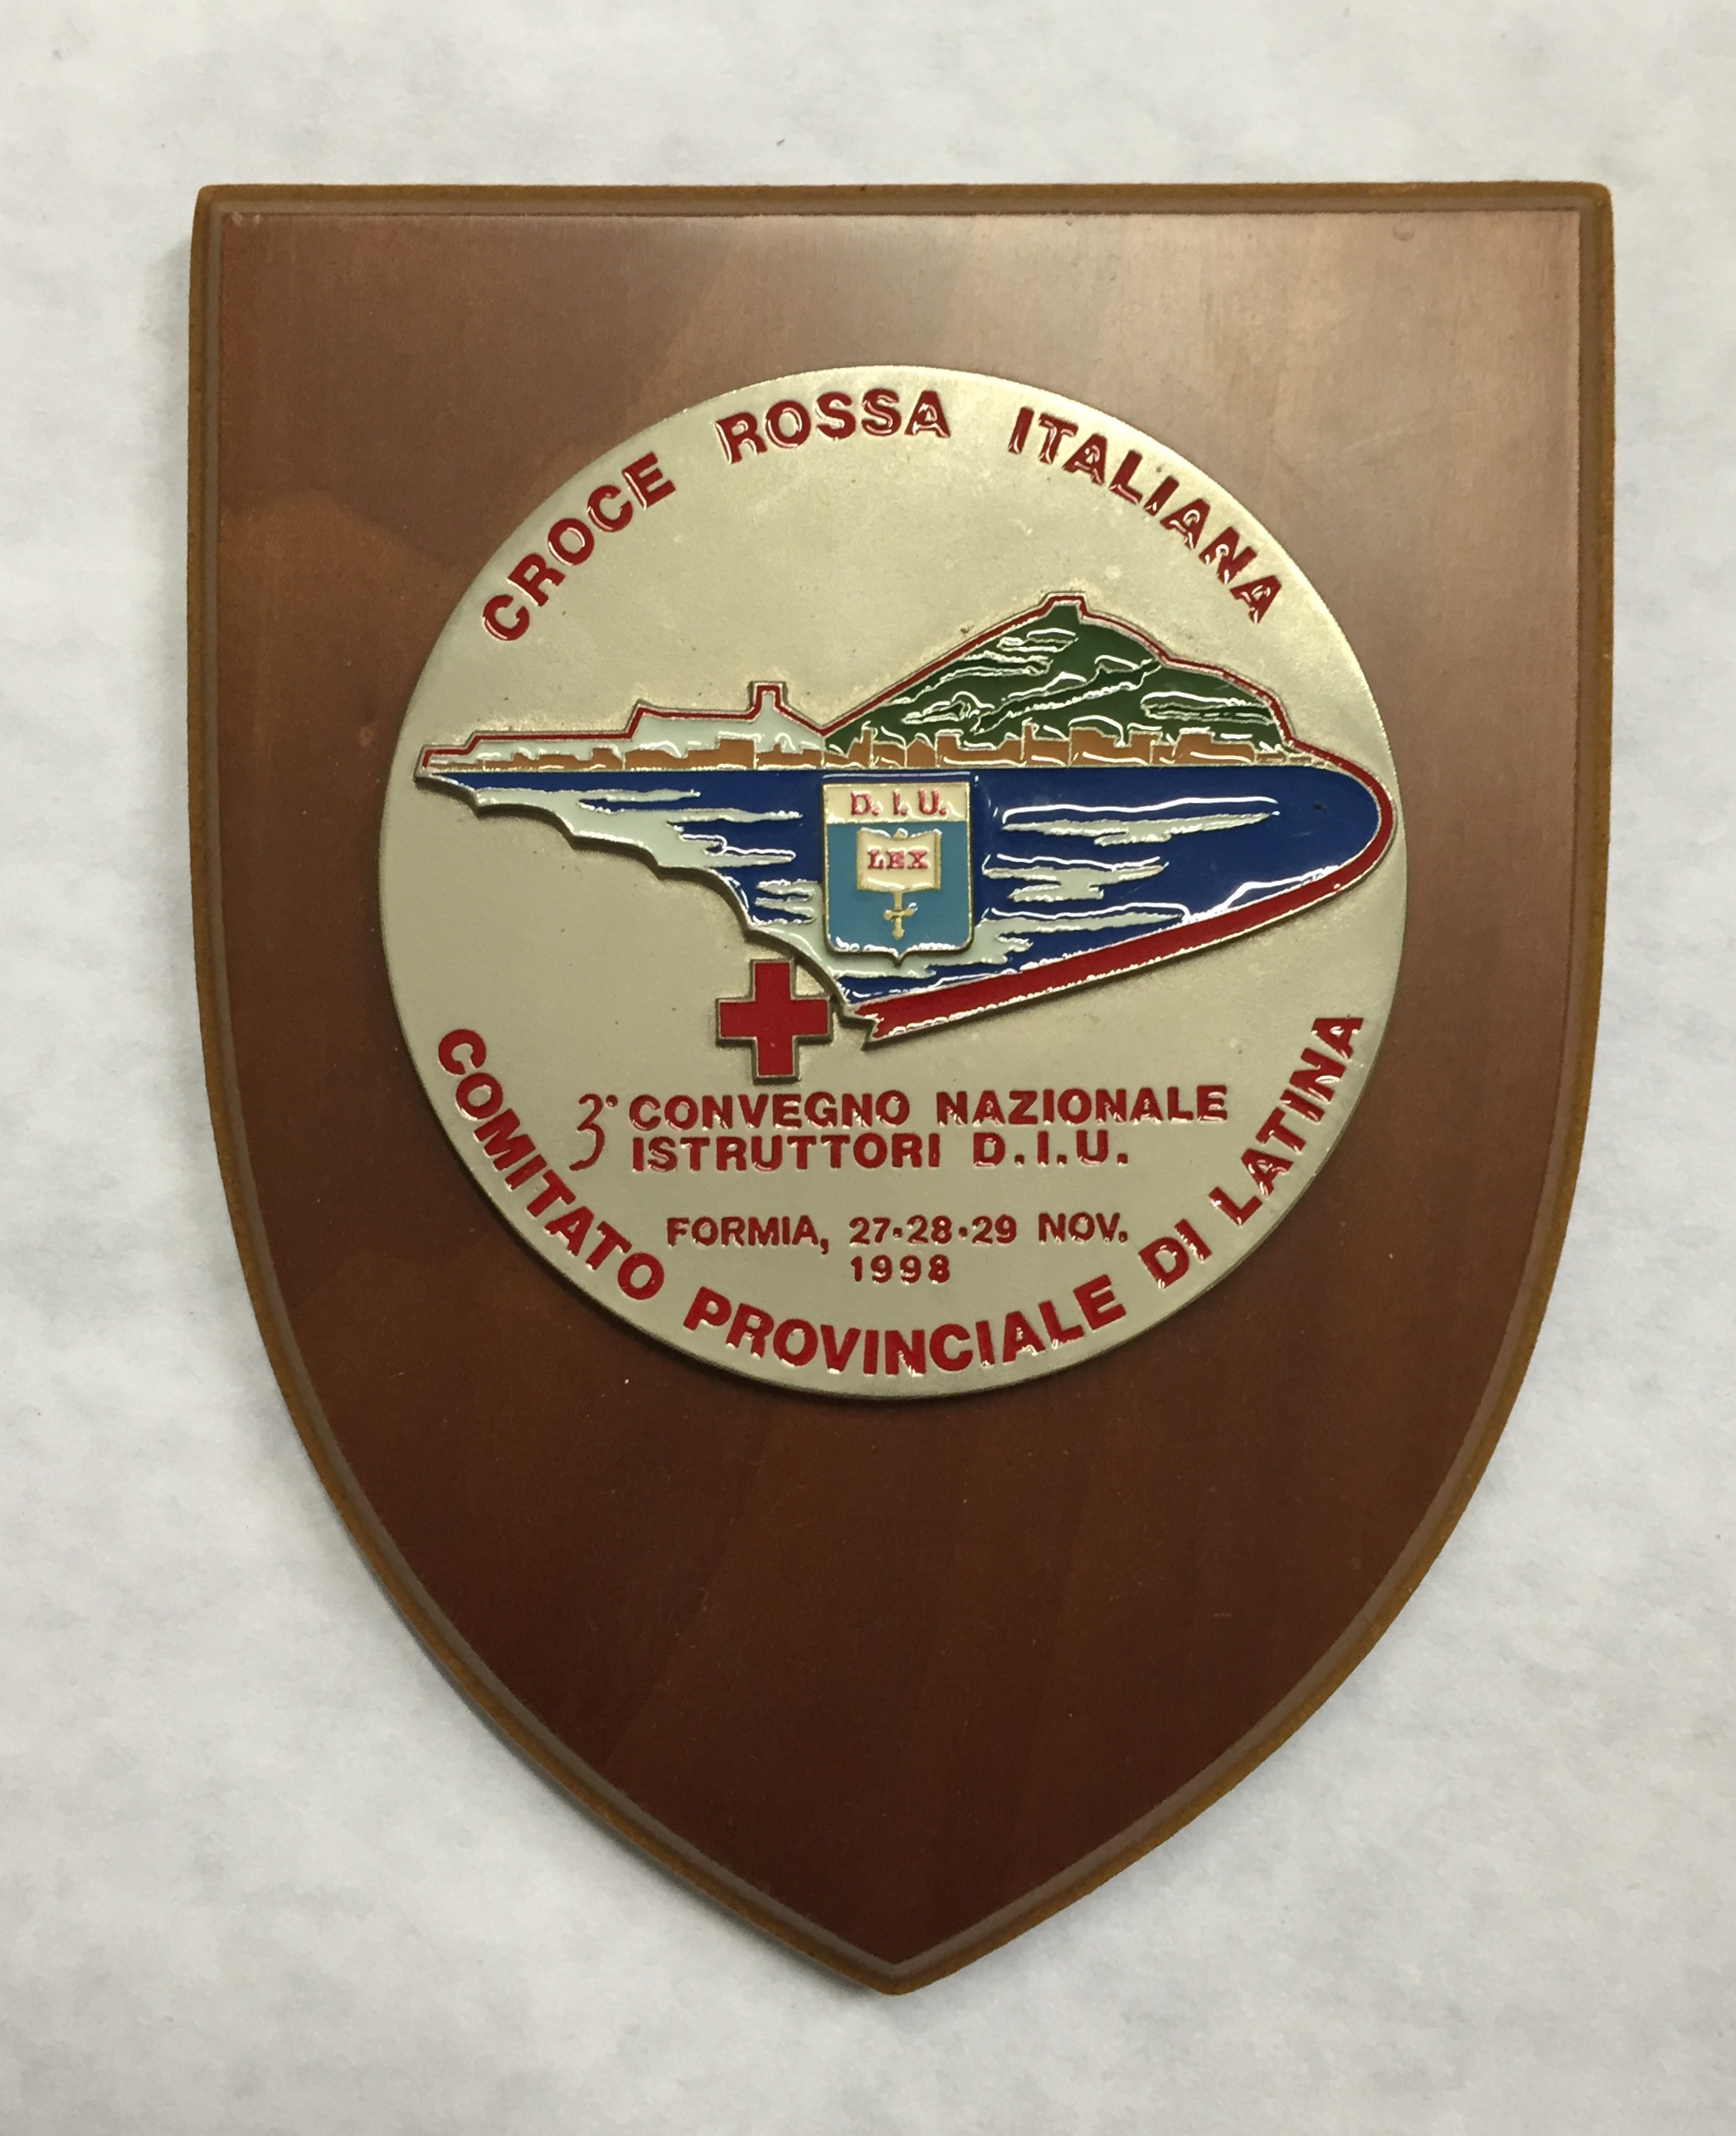 CROCE ROSSA ITALIANA
D. I. U.
LEX
3° CONVEGNO NAZIONALE
ISTRUTTORI D.I.U.
FORMIA, 27-28-29 NOV.
1998
COMITATO PROVINCIALE DI LATINA